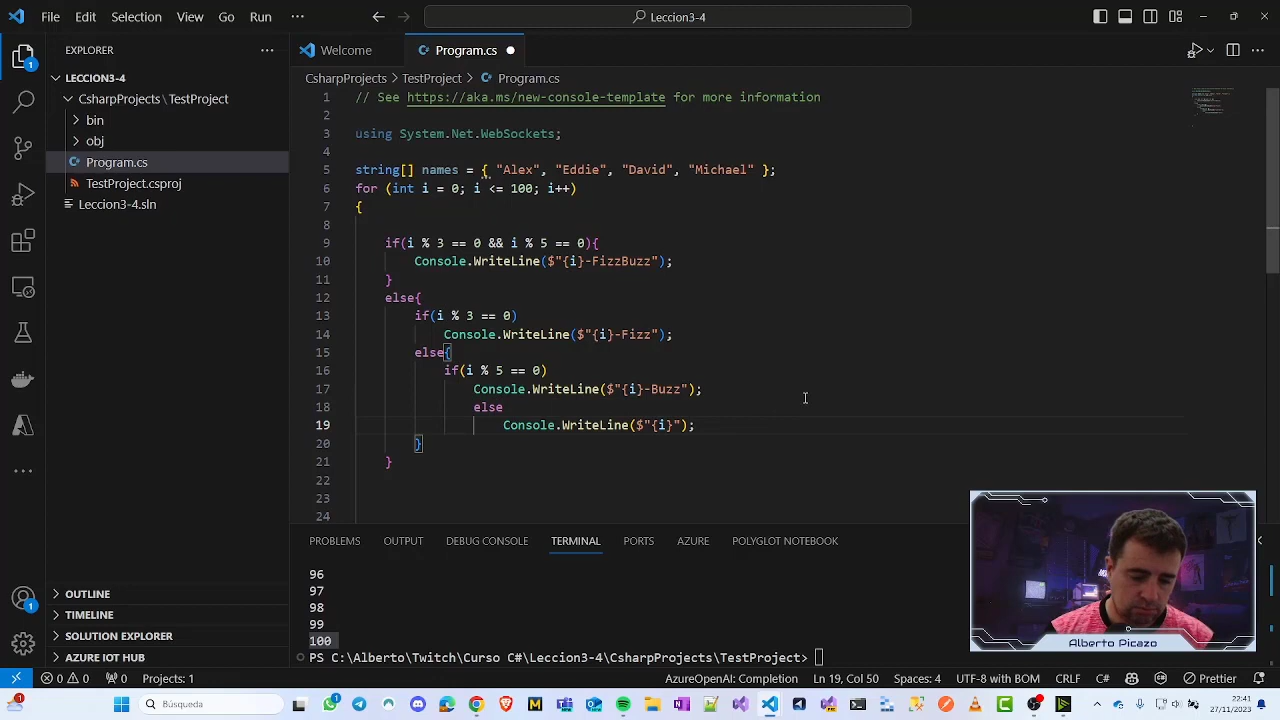 File Edit Selection View Go Run ··· Leccion3-4
EXPLORER ··· Welcome Program.cs
LECCION3-4
CsharpProjects > TestProject > Program.cs
CsharpProjects\TestProject
bin
obj
Program.cs
TestProject.csproj
Leccion3-4.sln
1 // See https://aka.ms/new-console-template for more information
2
3 using System.Net.WebSockets;
4
5 string[] names = { "Alex", "Eddie", "David", "Michael" };
6 for (int i = 0; i <= 100; i++)
7 {
8
9 if(i % 3 == 0 && i % 5 == 0){
10 Console.WriteLine($"{i}-FizzBuzz");
11 }
12 else{
13 if(i % 3 == 0)
14 Console.WriteLine($"{i}-Fizz");
15 else{
16 if(i % 5 == 0)
17 Console.WriteLine($"{i}-Buzz");
18 else
19 Console.WriteLine($"{i}");
20 }
21 }
22
23
24
PROBLEMS OUTPUT DEBUG CONSOLE TERMINAL PORTS AZURE POLYGLOT NOTEBOOK
96
97
98
99
100
PS C:\Alberto\Twitch\Curso C#\Leccion3-4\CsharpProjects\TestProject>
OUTLINE
TIMELINE
SOLUTION EXPLORER
AZURE IOT HUB
Alberto Picazo
0 0 0 Projects: 1 AzureOpenAI: Completion Ln 19, Col 50 Spaces: 4 UTF-8 with BOM CRLF C# Prettier
Búsqueda
22:41